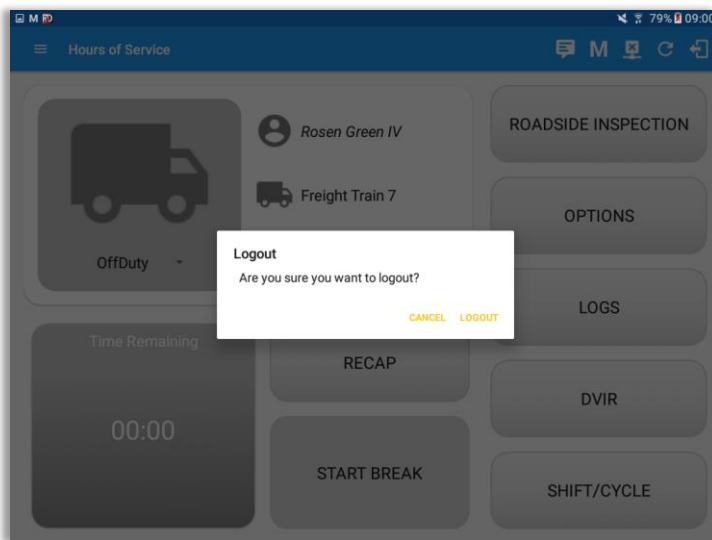 M
79% 09:00
Hours of Service
M
Rosen Green IV
Freight Train 7
OffDuty
Logout
Are you sure you want to logout?
CANCEL LOGOUT
Time Remaining
00:00
RECAP
START BREAK
ROADSIDE INSPECTION
OPTIONS
LOGS
DVIR
SHIFT/CYCLE